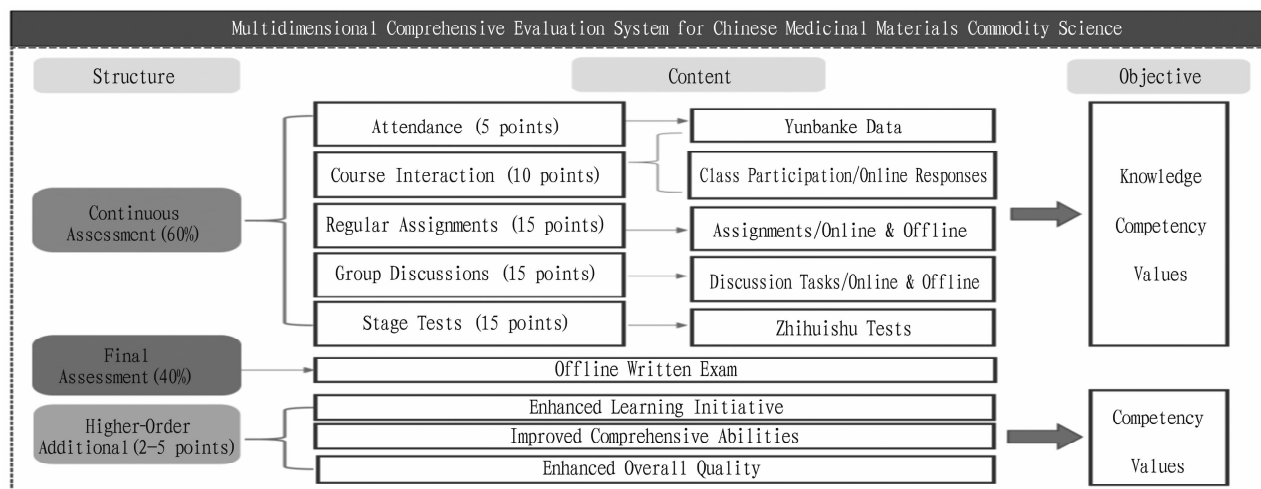 Multidimensional Comprehensive Evaluation System for Chinese Medicinal Materials Commodity Science
Structure
Content
Objective
Continuous
Assessment(60%)
Attendance (5 points)
Yunbanke Data
Course Interaction (10 points)
Class Participation/Online Responses
Regular Assignments (15 points)
Assignments/Online & Offline
Group Discussions (15 points)
Discussion Tasks/Online & Offline
Stage Tests (15 points)
Zhihuishu Tests
Knowledge
Competency
Values
Final
Assessment(40%)
Offline Written Exam
Higher-Order
Additional(2-5 points)
Enhanced Learning Initiative
Improved Comprehensive Abilities
Enhanced Overall Quality
Competency
Values